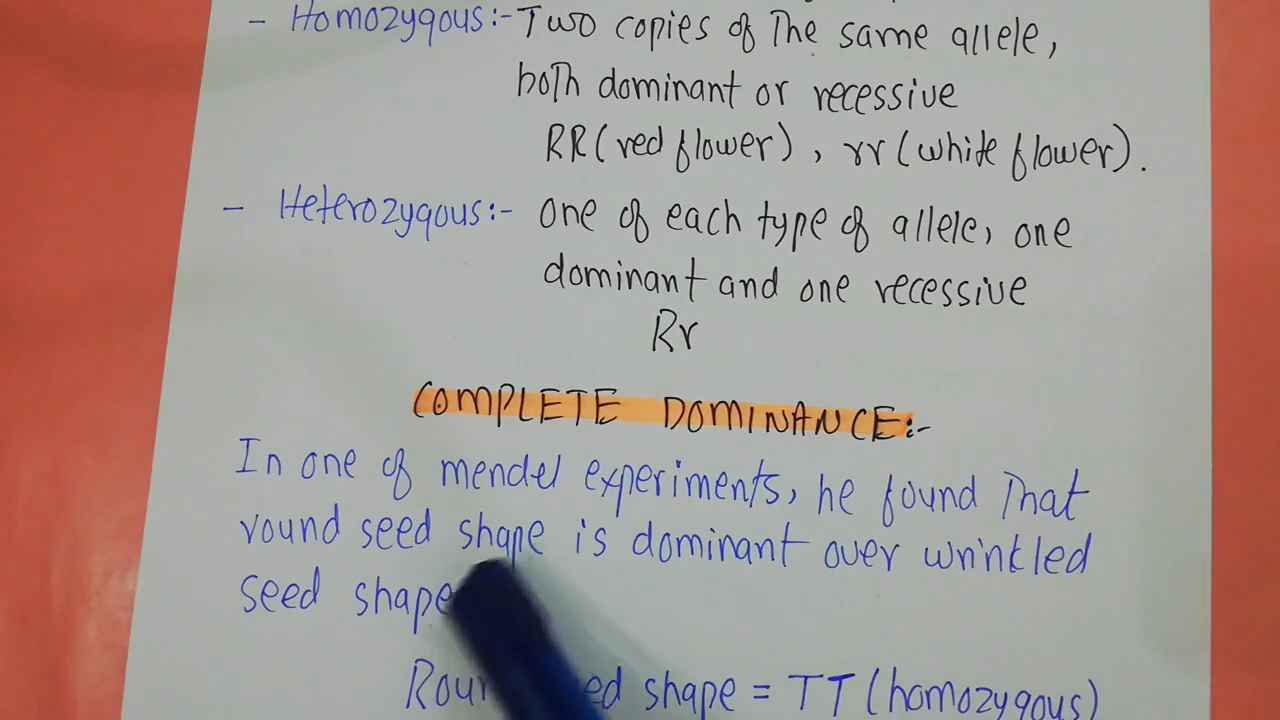 - Homozygous:- Two copies of The same allele,
both dominant or recessive
RR (red flower), rr (white flower).
- Heterozygous:- one of each type of allele, one
dominant and one recessive
Rr
COMPLETE DOMINANCE:-
In one of mendel experiments, he found That
round seed shape is dominant over wrinkled
seed shape
shape = TT (homozygous)